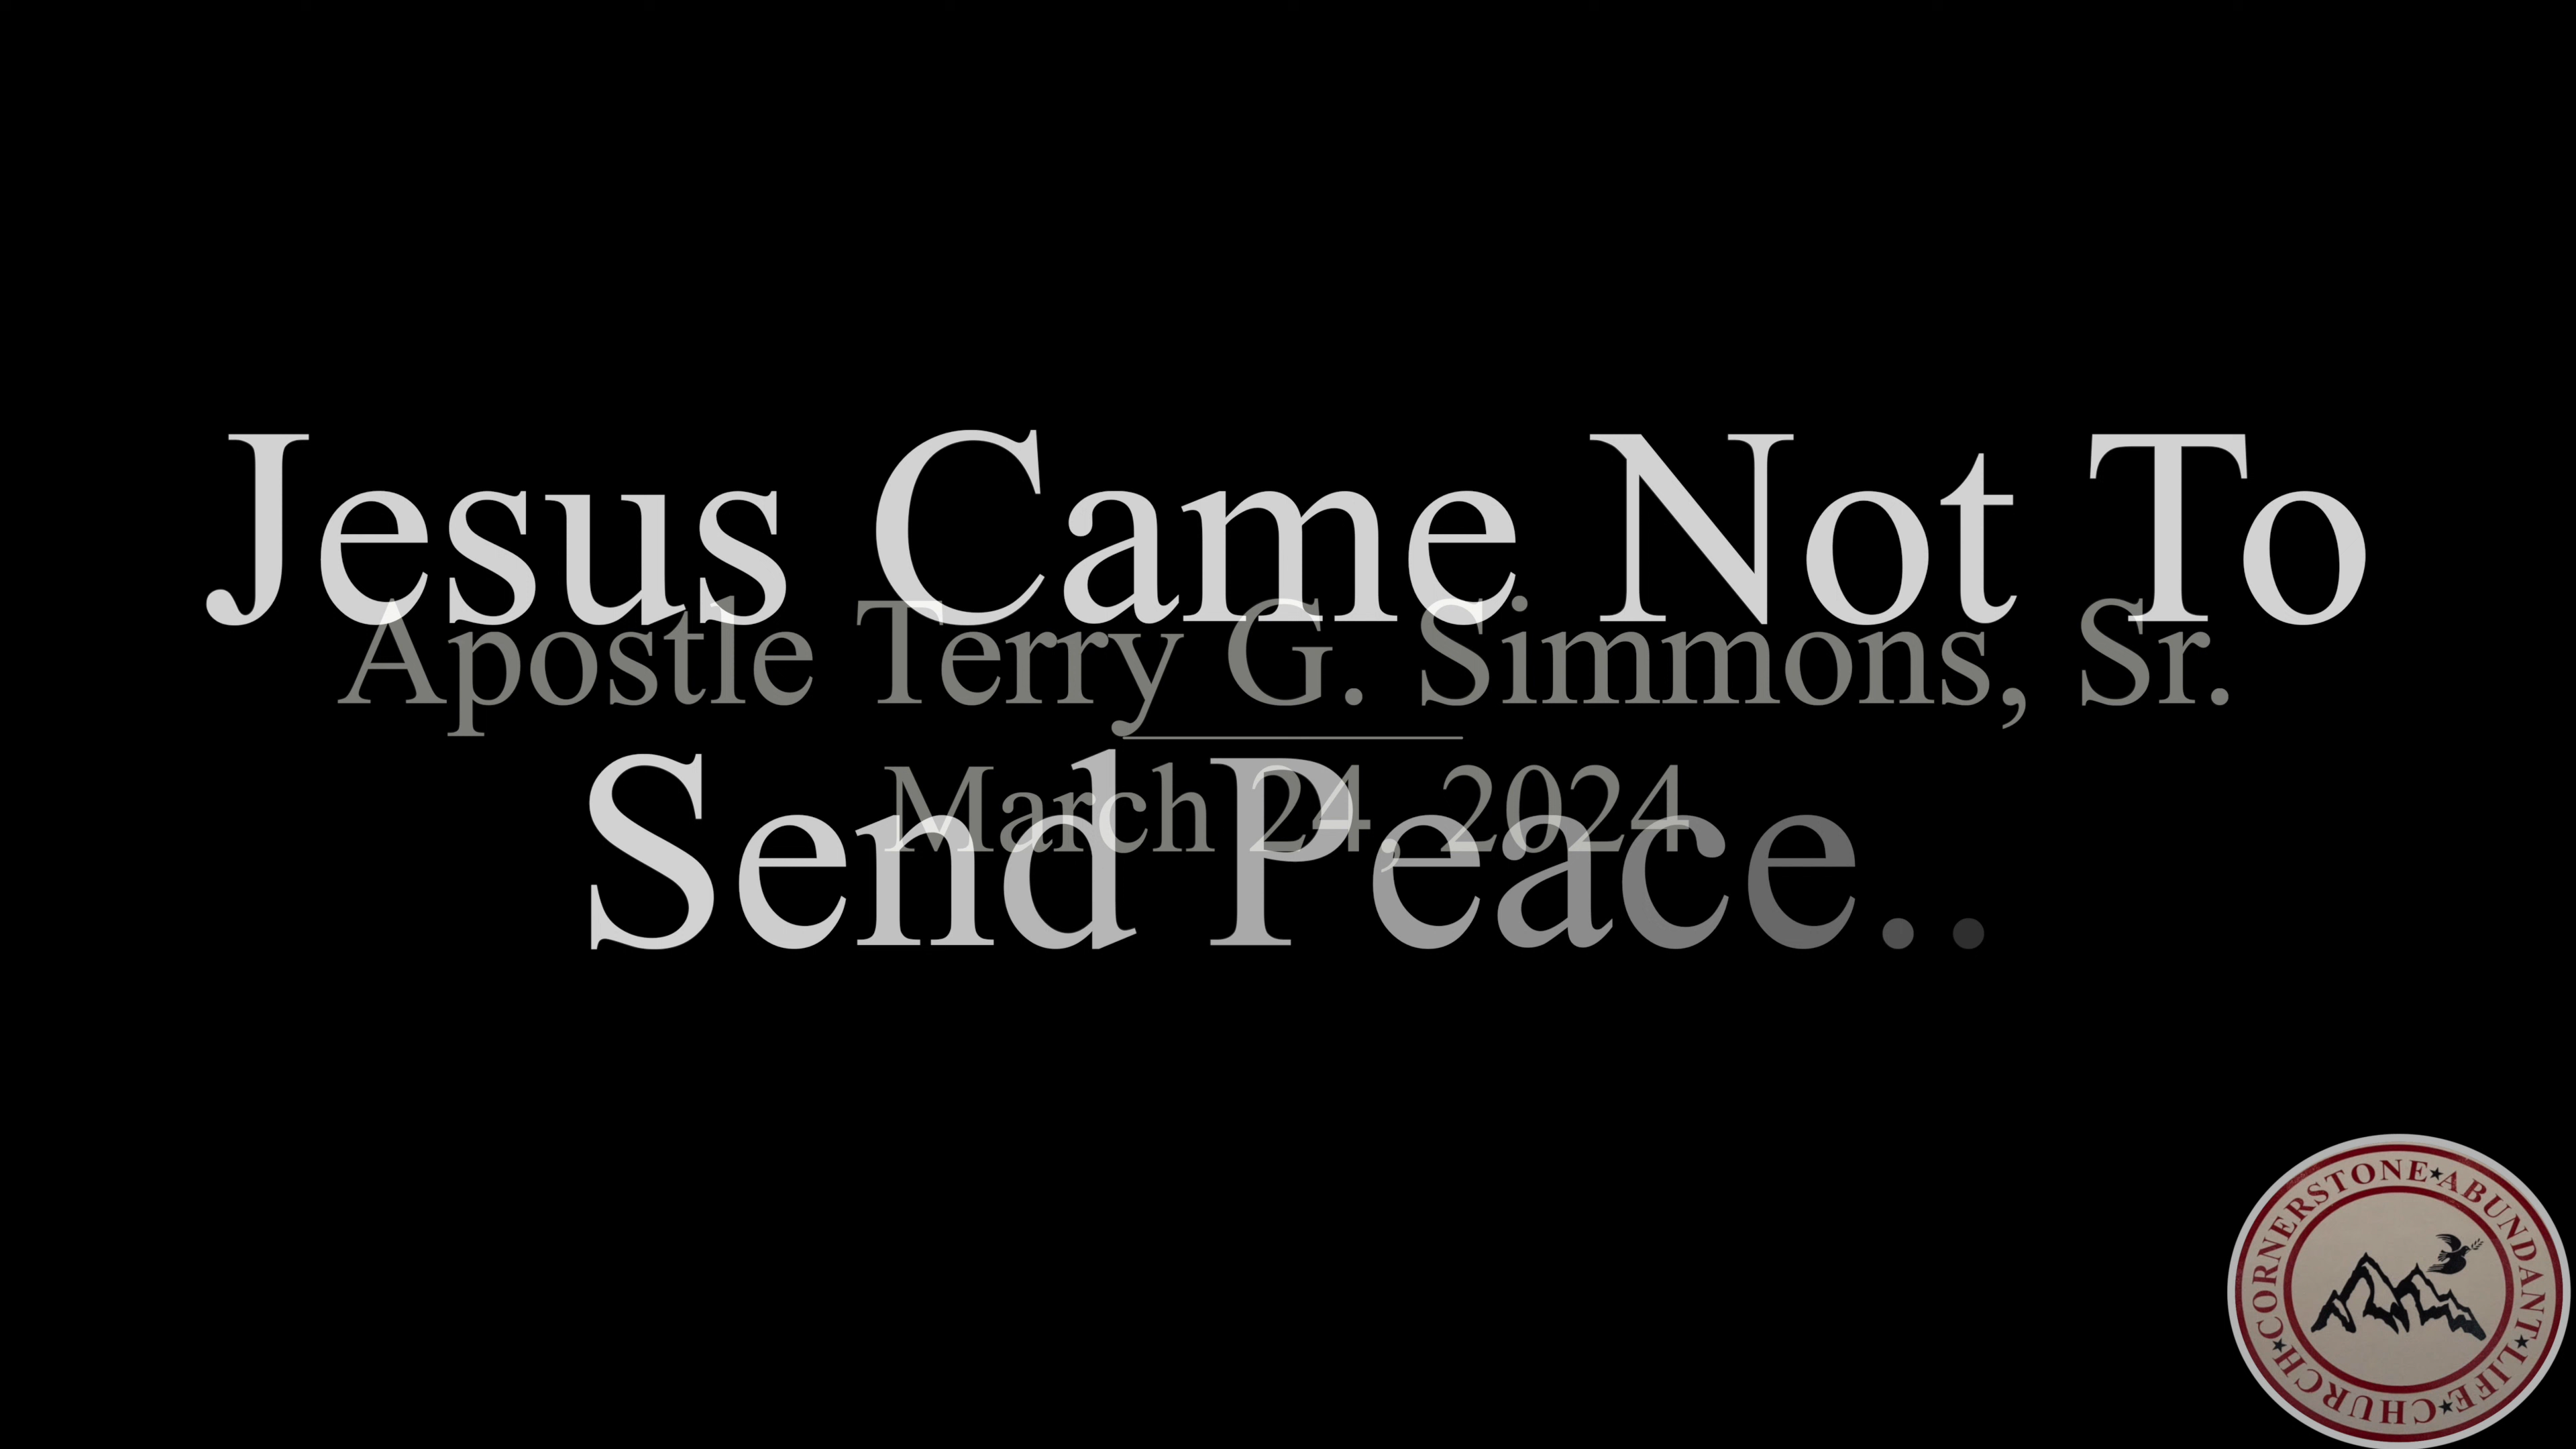 Jesus Came Not To
Apostle Terry G. Simmons, Sr.
Send Peace..
March 24, 2024
CORNERSTONE★ABUNDANT★LIFE★CHURCH★